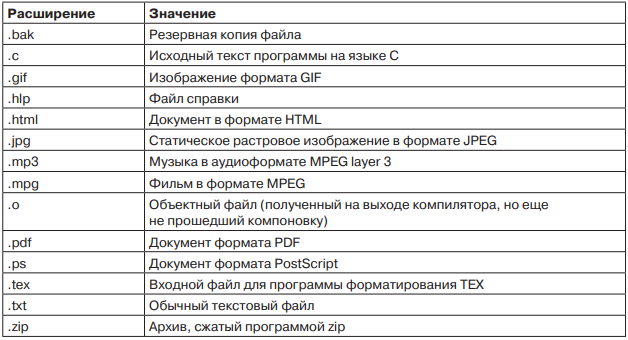 Расширение Значение
.bak Резервная копия файла
.c Исходный текст программы на языке C
.gif Изображение формата GIF
.hlp Файл справки
.html Документ в формате HTML
.jpg Статическое растровое изображение в формате JPEG
.mp3 Музыка в аудиоформате MPEG layer 3
.mpg Фильм в формате MPEG
.o Объектный файл (полученный на выходе компилятора, но еще
не прошедший компоновку)
.pdf Документ формата PDF
.ps Документ формата PostScript
.tex Входной файл для программы форматирования TEX
.txt Обычный текстовый файл
.zip Архив, сжатый программой zip